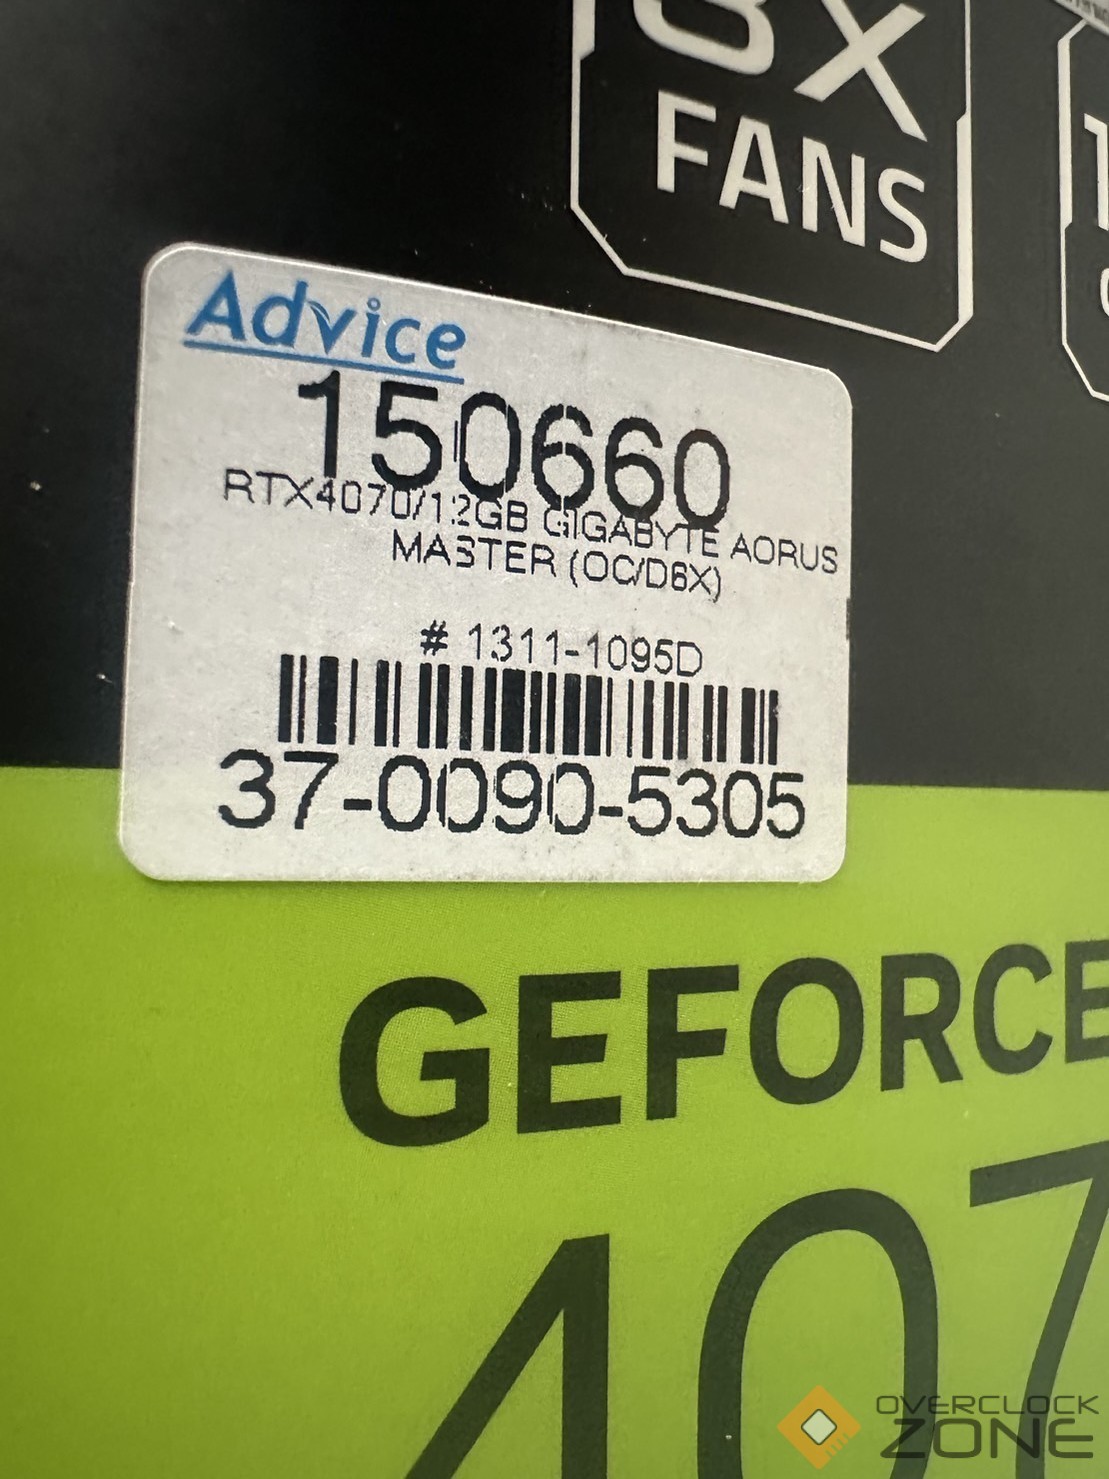 3X
FANS
Advice
150660
RTX4070/12GB GIGABYTE AORUS
MASTER (OC/D6X)
# 1311-1095D
37-0090-5305
GEFORCE
407
OVERCLOCK
ZONE